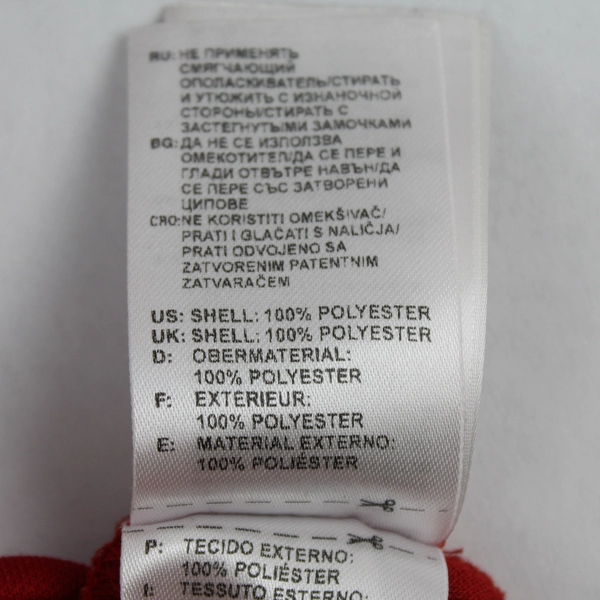 RU: НЕ ПРИМЕНЯТЬ
СМЯГЧАЮЩИЙ
ОПОЛАСКИВАТЕЛЬ/СТИРАТЬ
И УТЮЖИТЬ С ИЗНАНОЧНОЙ
СТОРОНЫ/СТИРАТЬ С
ЗАСТЕГНУТЫМИ ЗАМОЧКАМИ
BG: ДА НЕ СЕ ИЗПОЛЗВА
ОМЕКОТИТЕЛ/ДА СЕ ПЕРЕ И
ГЛАДИ ОТВЪТРЕ НАВЪН/ДА
СЕ ПЕРЕ СЪС ЗАТВОРЕНИ
ЦИПОВЕ
CRO: NE KORISTITI OMEKŠIVAČ/
PRATI I GLAČATI S NALIČJA/
PRATI ODVOJENO SA
ZATVORENIM PATENTNIM
ZATVARAČEM
US: SHELL: 100% POLYESTER
UK: SHELL: 100% POLYESTER
D: OBERMATERIAL:
100% POLYESTER
F: EXTERIEUR:
100% POLYESTER
E: MATERIAL EXTERNO:
100% POLIÉSTER
P: TECIDO EXTERNO:
100% POLIÉSTER
I: TESSUTO ESTERNO: